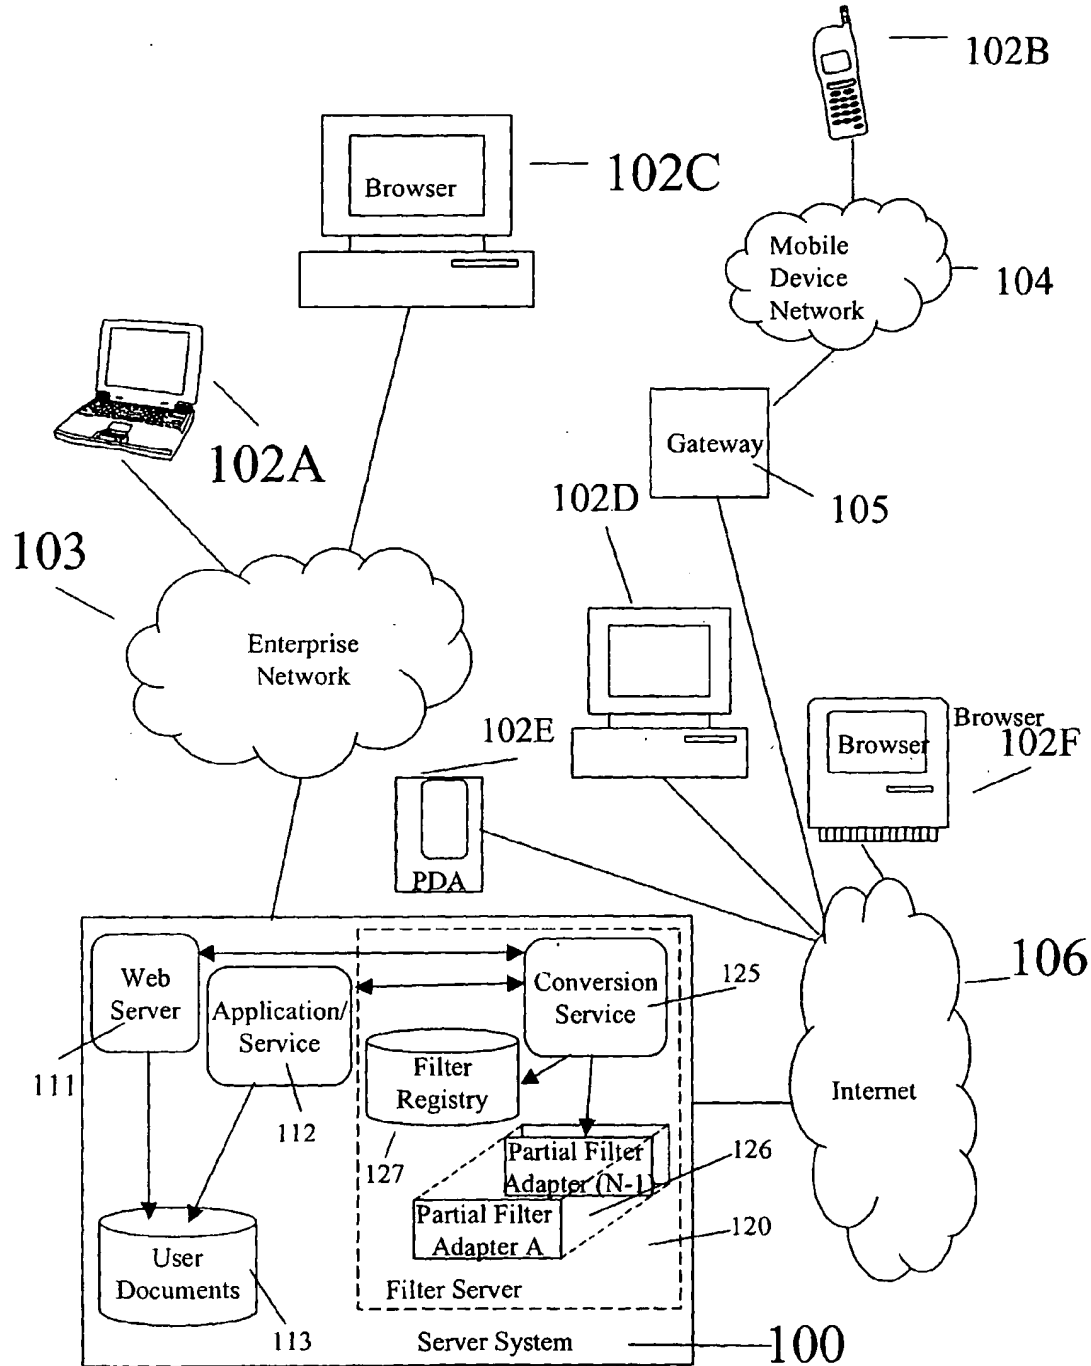 102B
Browser
102C
Mobile
Device
Network
104
102A
Gateway
105
102D
103
Enterprise
Network
102E
Browser
Browser
102F
PDA
106
Web
Server
Application/
Service
Conversion
Service
125
111
112
Filter
Registry
127
Internet
Partial Filter
Adapter (N-1)
126
Partial Filter
Adapter A
120
User
Documents
113
Filter Server
Server System
100